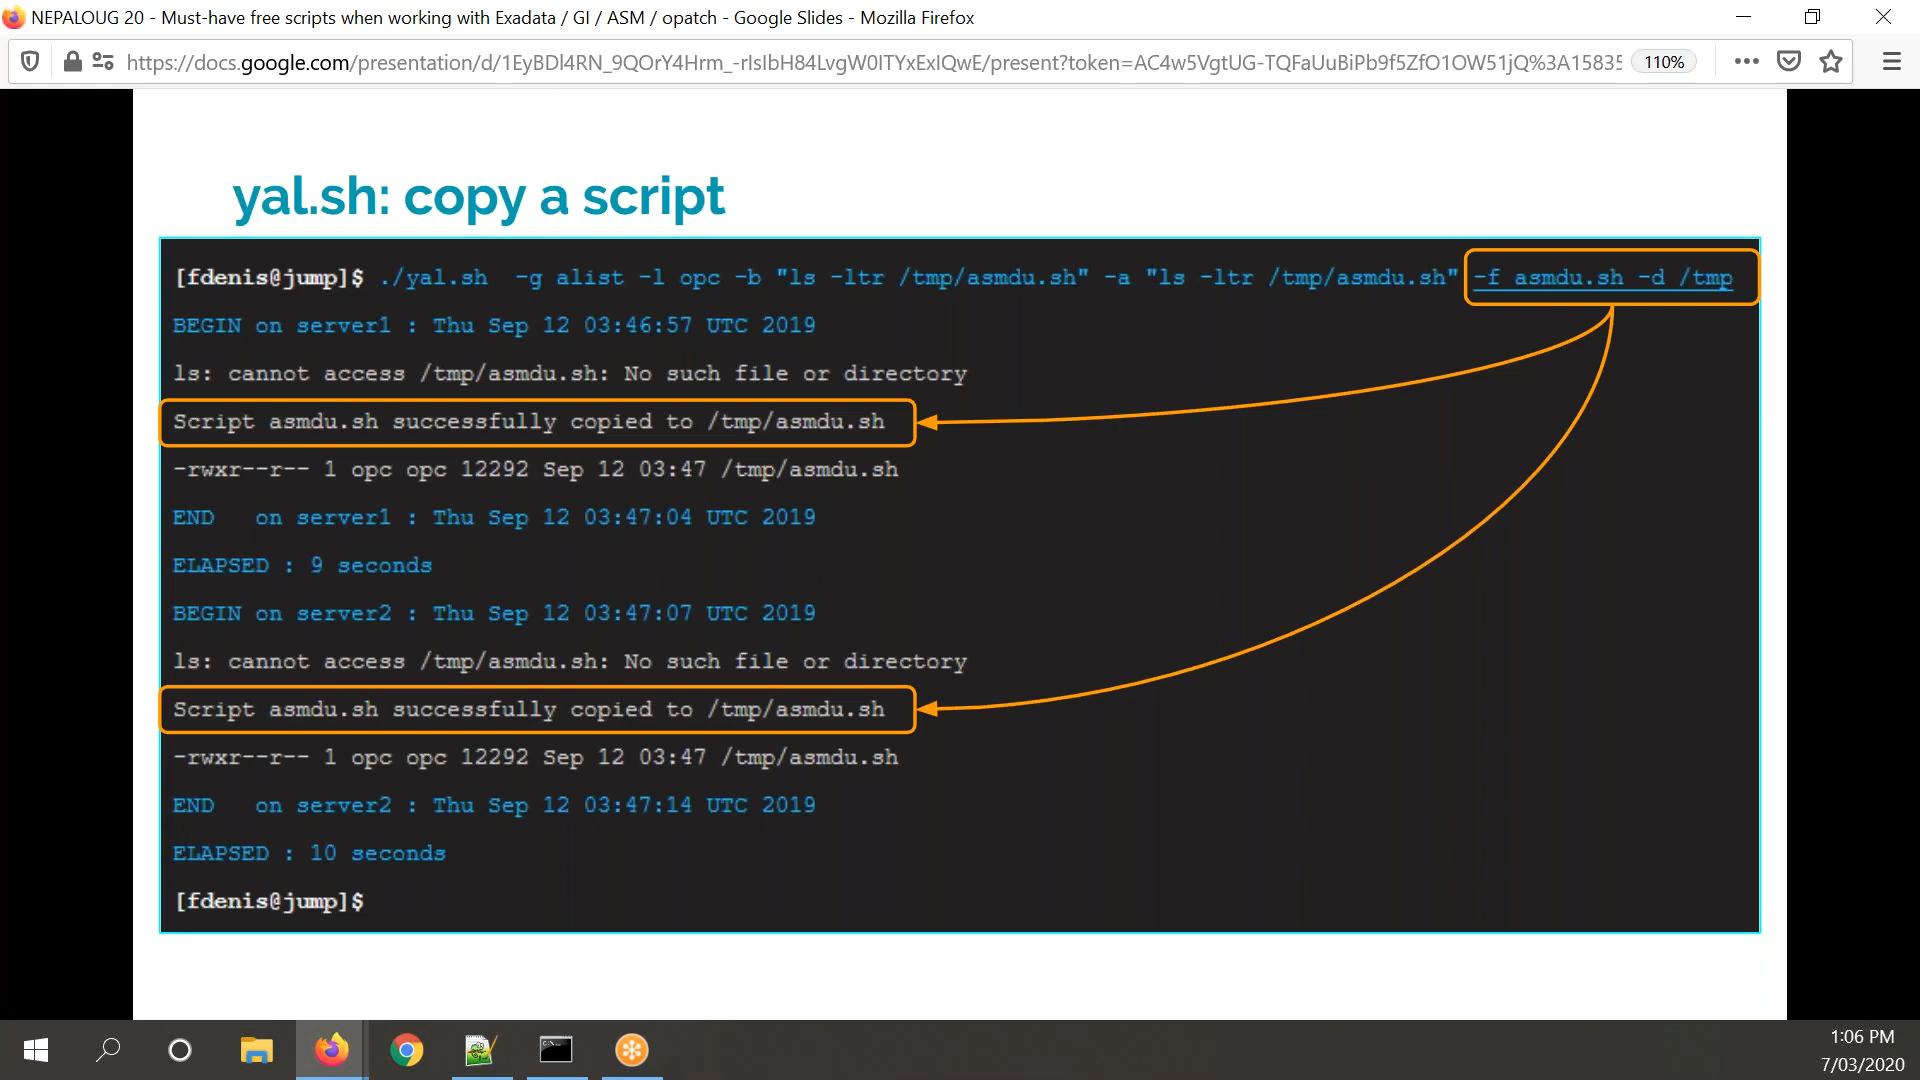 NEPALOUG 20 - Must-have free scripts when working with Exadata / GI / ASM / opatch - Google Slides - Mozilla Firefox
https://docs.google.com/presentation/d/1EyBDl4RN_9QOrY4Hrm_-rIsIbH84LvgW0ITYxExIQwE/present?token=AC4w5VgtUG-TQFaUuBiPb9f5ZfO1OW51jQ%3A15835
110%
yal.sh: copy a script
[fdenis@jump]$ ./yal.sh -g alist -l opc -b "ls -ltr /tmp/asmdu.sh" -a "ls -ltr /tmp/asmdu.sh" -f asmdu.sh -d /tmp
BEGIN on server1 : Thu Sep 12 03:46:57 UTC 2019
ls: cannot access /tmp/asmdu.sh: No such file or directory
Script asmdu.sh successfully copied to /tmp/asmdu.sh
-rwxr--r-- 1 opc opc 12292 Sep 12 03:47 /tmp/asmdu.sh
END on server1 : Thu Sep 12 03:47:04 UTC 2019
ELAPSED : 9 seconds
BEGIN on server2 : Thu Sep 12 03:47:07 UTC 2019
ls: cannot access /tmp/asmdu.sh: No such file or directory
Script asmdu.sh successfully copied to /tmp/asmdu.sh
-rwxr--r-- 1 opc opc 12292 Sep 12 03:47 /tmp/asmdu.sh
END on server2 : Thu Sep 12 03:47:14 UTC 2019
ELAPSED : 10 seconds
[fdenis@jump]$
1:06 PM
7/03/2020